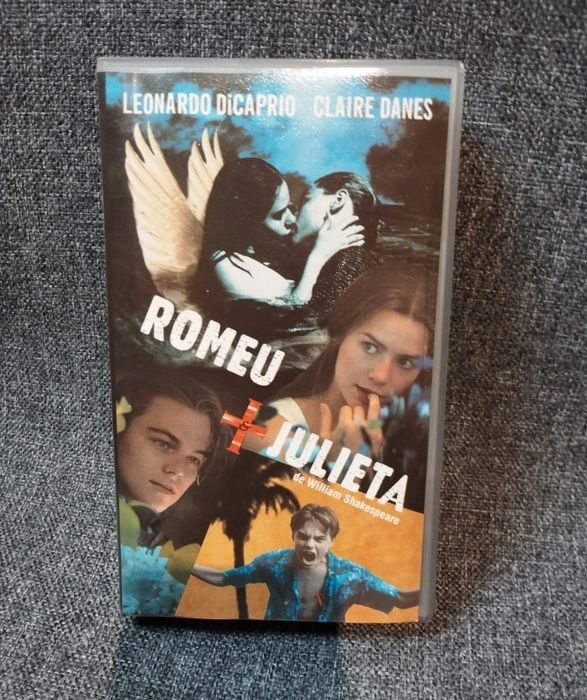 LEONARDO DiCAPRIO CLAIRE DANES
ROMEU
&
JULIETA
de William Shakespeare